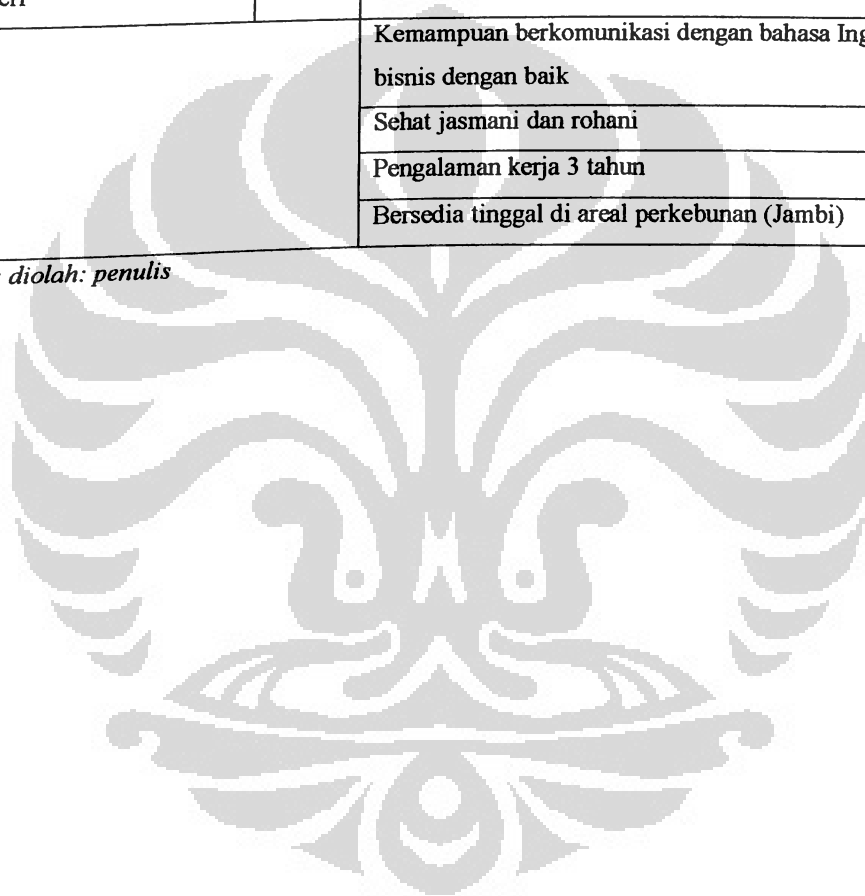 Kemampuan berkomunikasi dengan bahasa
bisnis dengan baik
Sehat jasmani dan rohani
Pengalaman kerja 3 tahun
Bersedia tinggal di areal perkebunan (Jambi)
diolah: penulis